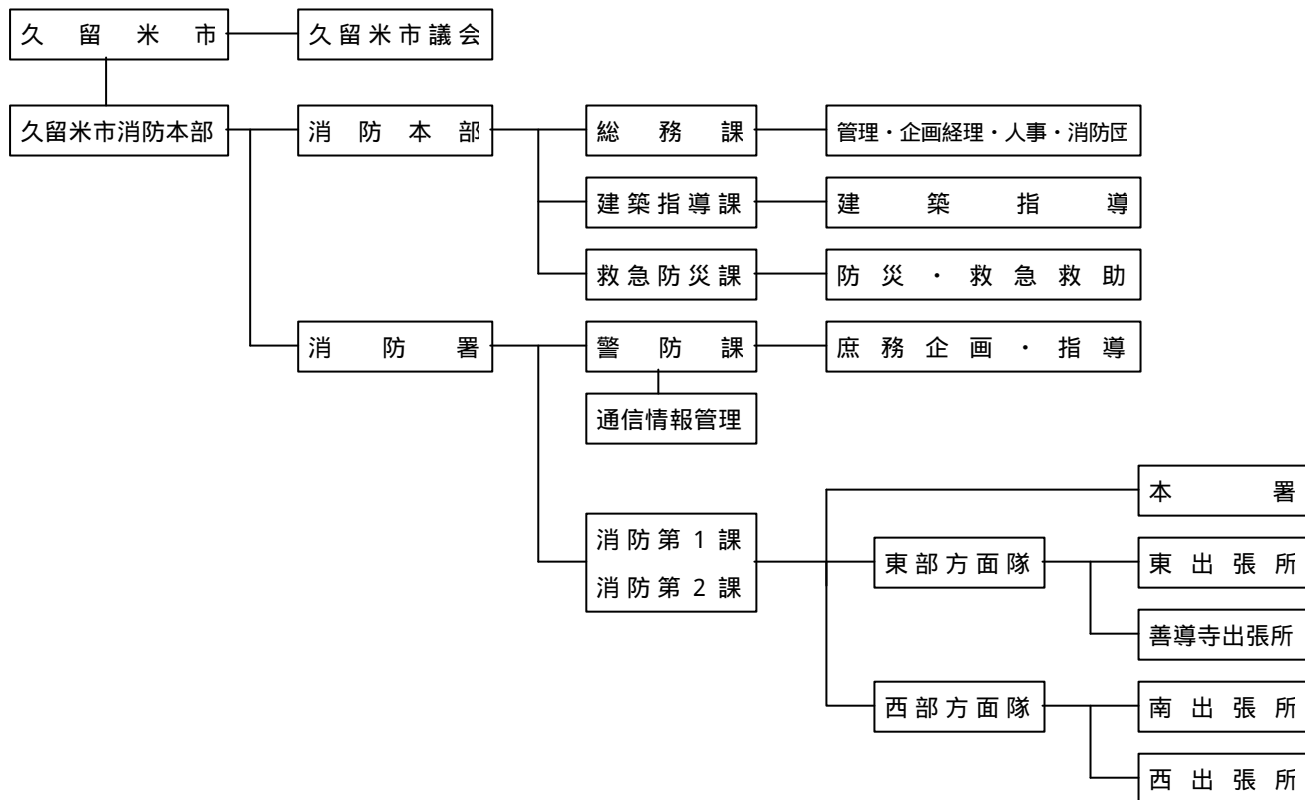 久留米市
久留米市議会
久留米市消防本部
消防本部
総務課
管理・企画経理・人事・消防団
建築指導課
建築指導
救急防災課
防災・救急救助
消防署
警防課
庶務企画・指導
通信情報管理
本署
消防第1課
消防第2課
東部方面隊
東出張所
善導寺出張所
西部方面隊
南出張所
西出張所